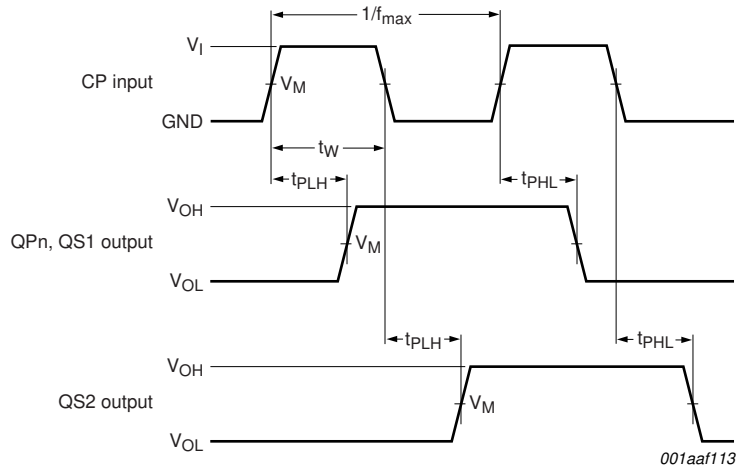 1/fmax
VI
CP input
VM
GND
tW
tPLH
tPHL
VOH
QPn, QS1 output
VM
VOL
tPLH
tPHL
VOH
QS2 output
VM
VOL
001aaf113